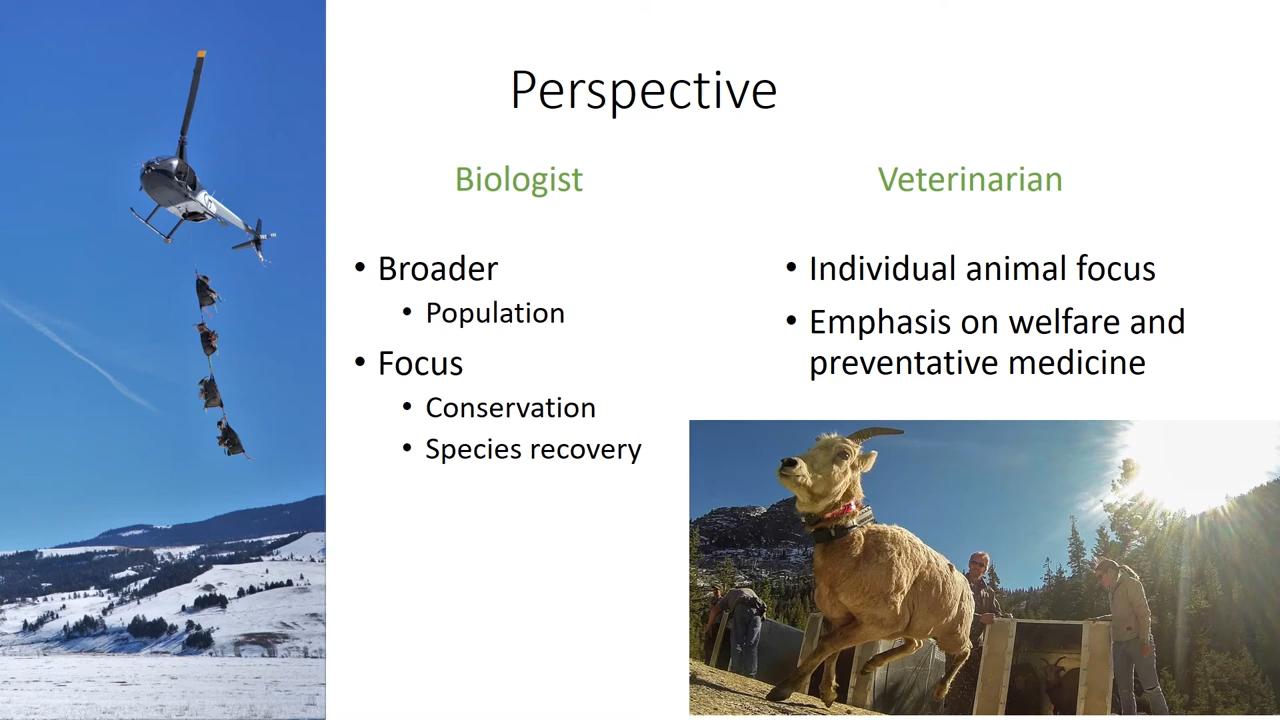 Perspective
Biologist
• Broader
• Population
• Focus
• Conservation
• Species recovery
Veterinarian
• Individual animal focus
• Emphasis on welfare and
preventative medicine